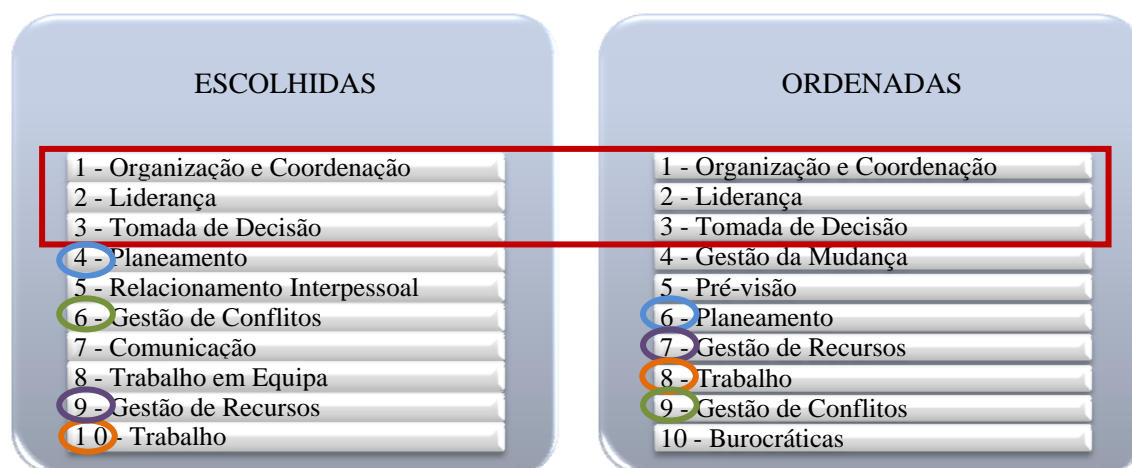 ESCOLHIDAS
1 - Organização e Coordenação
2 - Liderança
3 - Tomada de Decisão
4 - Planeamento
5 - Relacionamento Interpessoal
6 - Gestão de Conflitos
7 - Comunicação
8 - Trabalho em Equipa
9 - Gestão de Recursos
1 0 - Trabalho
ORDENADAS
1 - Organização e Coordenação
2 - Liderança
3 - Tomada de Decisão
4 - Gestão da Mudança
5 - Pré-visão
6 - Planeamento
7 - Gestão de Recursos
8 - Trabalho
9 - Gestão de Conflitos
10 - Burocráticas